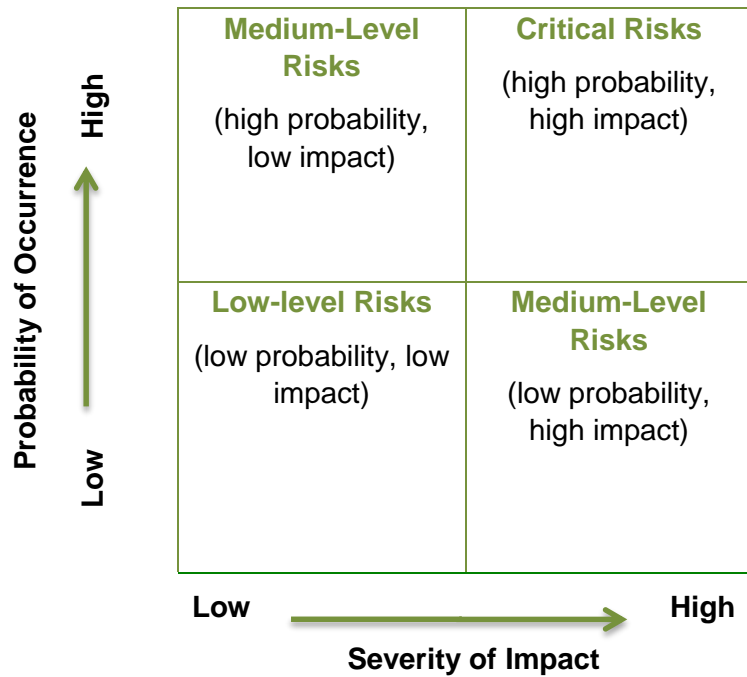 Medium-Level
Risks
(high probability,
low impact)
Critical Risks
(high probability,
high impact)
Probability of Occurrence
High
Low
Low-level Risks
(low probability, low
impact)
Medium-Level
Risks
(low probability,
high impact)
Low
High
Severity of Impact